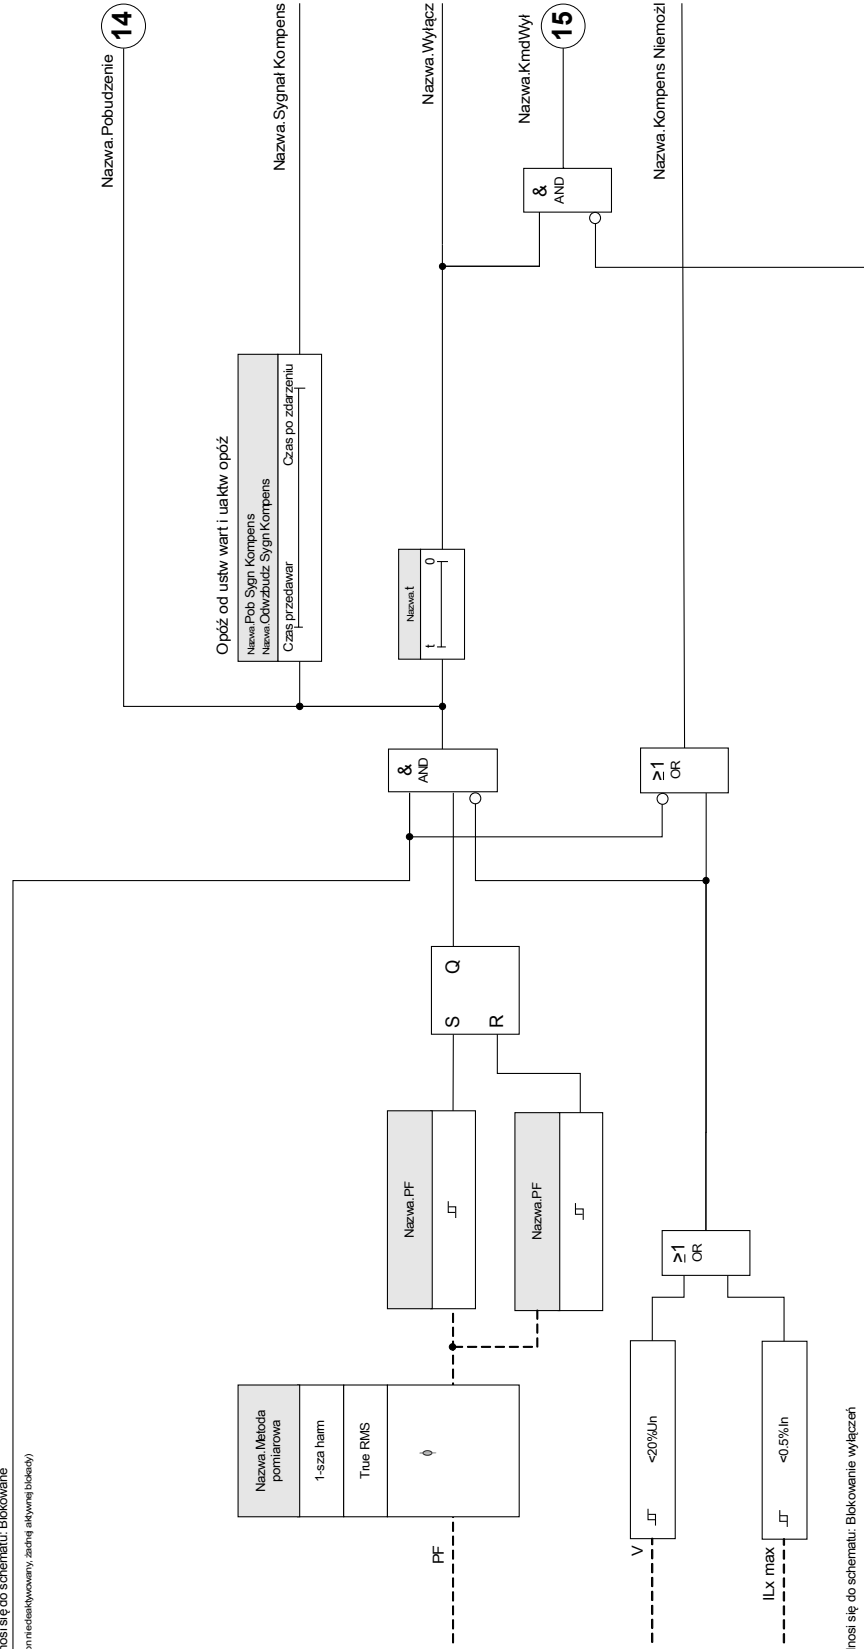 14
Nazwa.Pobudzenie
Nazwa.Sygnał Kompens
Nazwa.Wyłącz
15
Nazwa.KmdWył
Nazwa.Kompens Niemożl
&
AND
Opóź od ustw wart i uaktw opóź
Nazwa.Pob Sygn Kompens
Nazwa.Odwzbudz Sygn Kompens
Czas przedawar
Czas po zdarzeniu
Nazwa.t
t
0
&
AND
≥1
OR
S
Q
R
Nazwa.PF
Nazwa.PF
≥1
OR
Nazwa.Metoda
pomiarowa
1-sza harm
True RMS
ϕ
PF
V
<20%Un
ILx max
<0.5%In
się do schematu: Blokowane
niedeaktywowany, żadnej aktywnej blokady)
się do schematu: Blokowanie wyłączeń